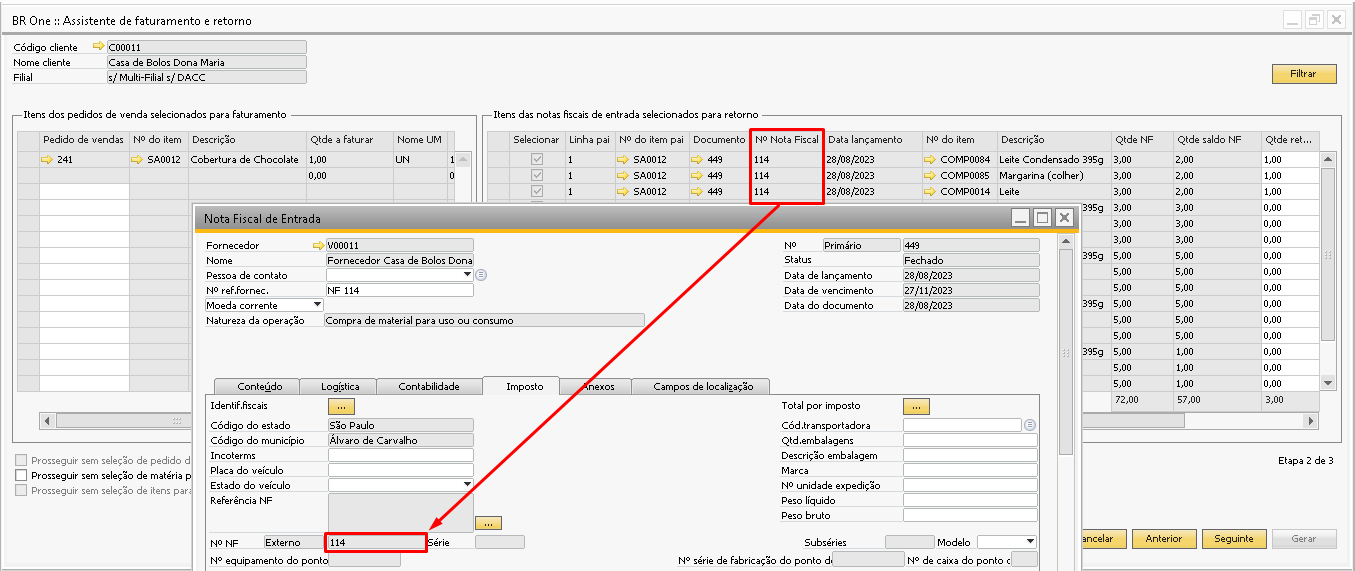 BR One :: Assistente de faturamento e retorno
Código cliente C00011
Nome cliente Casa de Bolos Dona Maria
Filial s/ Multi-Filial s/ DACC
Filtrar
Itens dos pedidos de venda selecionados para faturamento
Pedido de vendas Nº do item Descrição Qtde a faturar Nome UM
241 SA0012 Cobertura de Chocolate 1,00 UN 1
0,00 0
Itens das notas fiscais de entrada selecionados para retorno
Selecionar Linha pai Nº do item pai Documento Nº Nota Fiscal Data lançamento Nº do item Descrição Qtde NF Qtde saldo NF Qtde ret...
1 SA0012 449 114 28/08/2023 COMP0084 Leite Condensado 395g 3,00 2,00 1,00
1 SA0012 449 114 28/08/2023 COMP0085 Margarina (colher) 3,00 2,00 1,00
1 SA0012 449 114 28/08/2023 COMP0014 Leite 3,00 2,00 1,00
395g 3,00 3,00 0,00
3,00 3,00 0,00
3,00 3,00 0,00
5,00 5,00 0,00
5,00 5,00 0,00
5,00 5,00 0,00
395g 5,00 5,00 0,00
5,00 5,00 0,00
5,00 5,00 0,00
395g 5,00 1,00 0,00
5,00 1,00 0,00
5,00 1,00 0,00
72,00 57,00 3,00
Prosseguir sem seleção de pedido d
Prosseguir sem seleção de matéria p
Prosseguir sem seleção de itens para
Etapa 2 de 3
ancelar Anterior Seguinte Gerar
Nota Fiscal de Entrada
Fornecedor V00011
Nome Fornecedor Casa de Bolos Dona
Pessoa de contato
Nº ref.fornec. NF 114
Moeda corrente
Natureza da operação Compra de material para uso ou consumo
Nº Primário 449
Status Fechado
Data de lançamento 28/08/2023
Data de vencimento 27/11/2023
Data do documento 28/08/2023
Conteúdo Logística Contabilidade Imposto Anexos Campos de localização
Identif.fiscais ...
Código do estado São Paulo
Código do município Álvaro de Carvalho
Incoterms
Placa do veículo
Estado do veículo
Referência NF
...
Nº NF Externo 114 Série
Nº equipamento do ponto
Total por imposto ...
Cód.transportadora
Qtd.embalagens
Descrição embalagem
Marca
Nº unidade expedição
Peso líquido
Peso bruto
Subséries Modelo
Nº série de fabricação do ponto de Nº de caixa do ponto